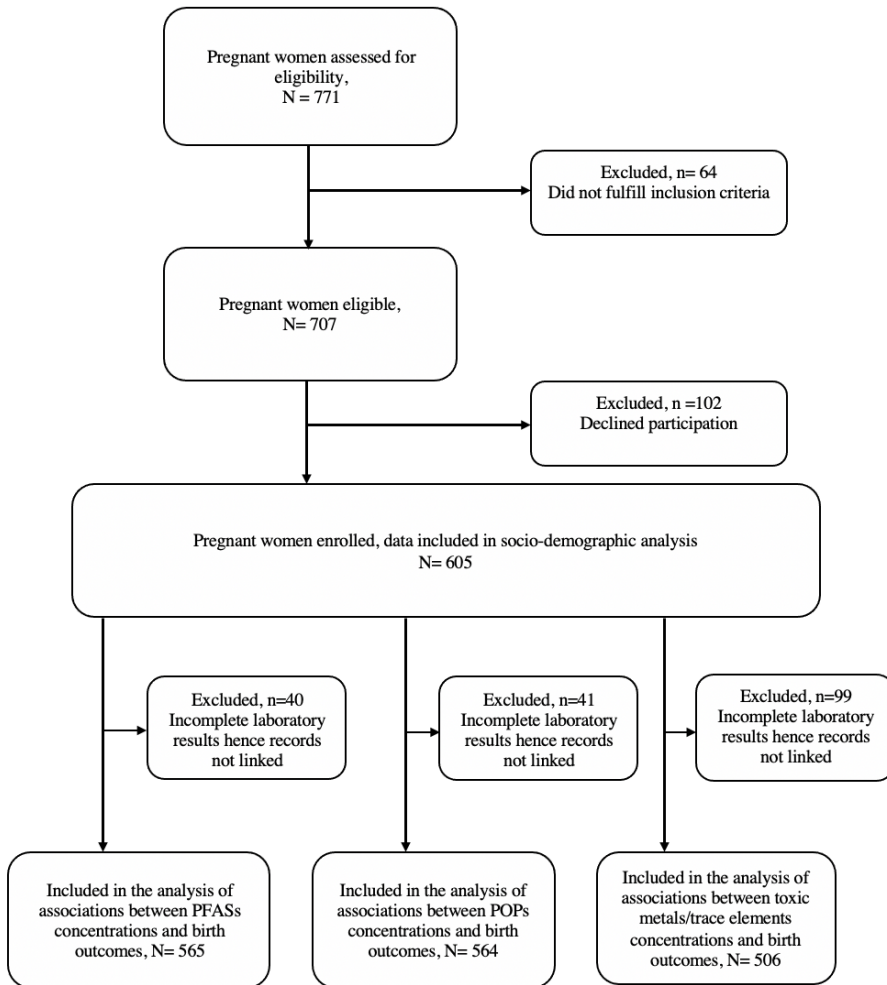 Pregnant women assessed for
eligibility,
N = 771
Excluded, n= 64
Did not fulfill inclusion criteria
Pregnant women eligible,
N= 707
Excluded, n =102
Declined participation
Pregnant women enrolled, data included in socio-demographic analysis
N= 605
Excluded, n=40
Incomplete laboratory
results hence records
not linked
Excluded, n=41
Incomplete laboratory
results hence records
not linked
Excluded, n=99
Incomplete laboratory
results hence records
not linked
Included in the analysis of
associations between PFASs
concentrations and birth
outcomes, N= 565
Included in the analysis of
associations between POPs
concentrations and birth
outcomes, N= 564
Included in the analysis of
associations between toxic
metals/trace elements
concentrations and birth
outcomes, N= 506